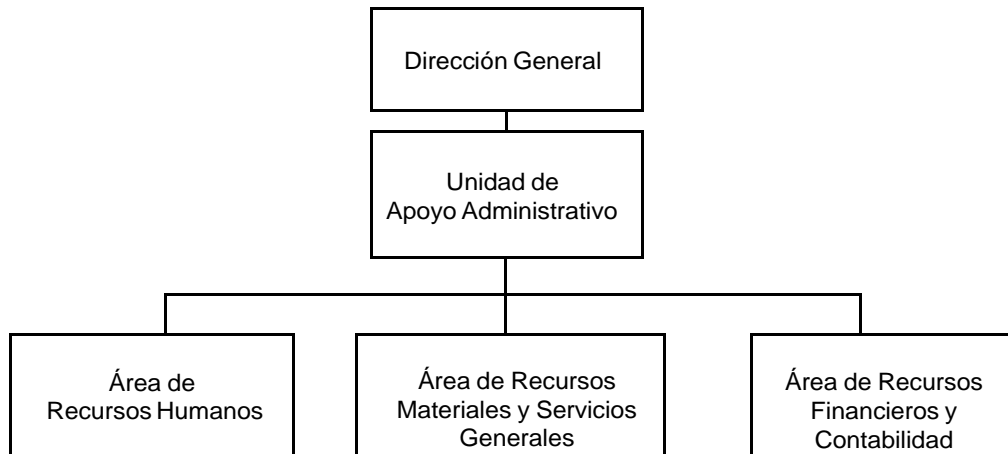 Dirección General
Unidad de
Apoyo Administrativo
Área de
Recursos Humanos
Área de Recursos
Materiales y Servicios
Generales
Área de Recursos
Financieros y
Contabilidad